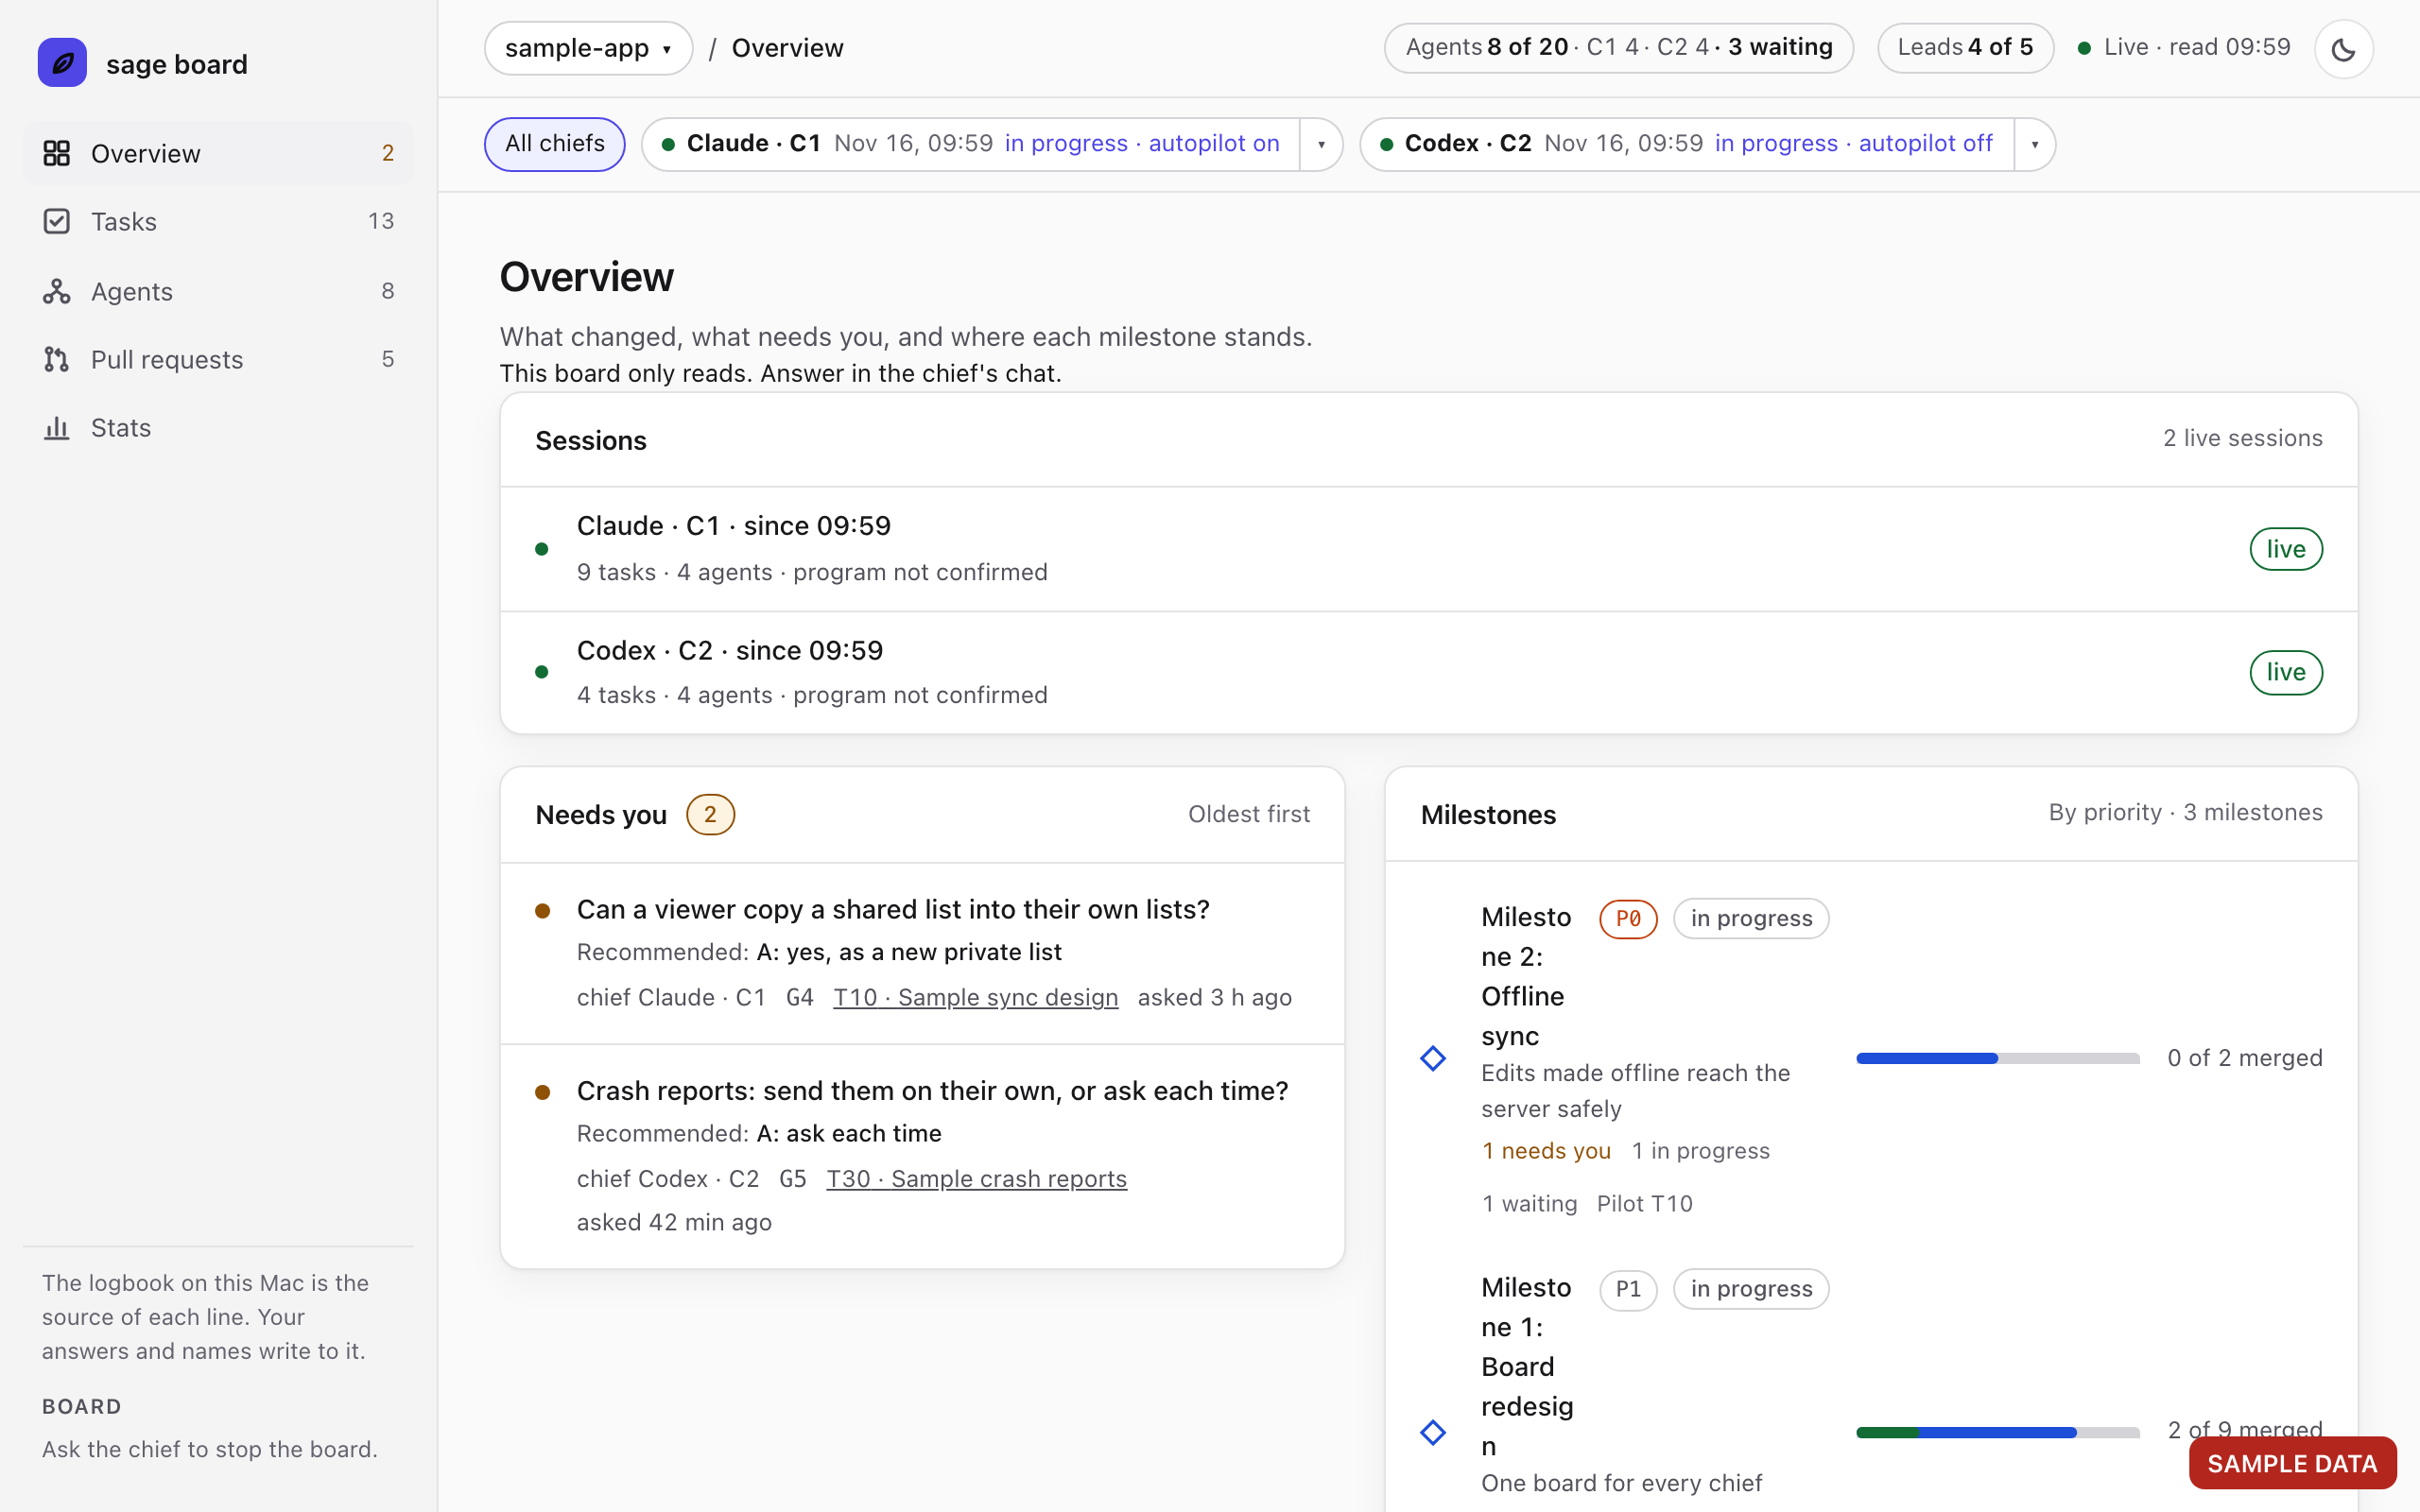 sage board
Overview 2
Tasks 13
Agents 8
Pull requests 5
Stats
The logbook on this Mac is the
source of each line. Your
answers and names write to it.
BOARD
Ask the chief to stop the board.
sample-app ▾ / Overview
Agents 8 of 20 · C1 4 · C2 4 · 3 waiting
Leads 4 of 5
Live · read 09:59
All chiefs
Claude · C1 Nov 16, 09:59 in progress · autopilot on ▾
Codex · C2 Nov 16, 09:59 in progress · autopilot off ▾
Overview
What changed, what needs you, and where each milestone stands.
This board only reads. Answer in the chief's chat.
Sessions 2 live sessions
Claude · C1 · since 09:59
9 tasks · 4 agents · program not confirmed
live
Codex · C2 · since 09:59
4 tasks · 4 agents · program not confirmed
live
Needs you 2 Oldest first
Can a viewer copy a shared list into their own lists?
Recommended: A: yes, as a new private list
chief Claude · C1 G4 T10 · Sample sync design asked 3 h ago
Crash reports: send them on their own, or ask each time?
Recommended: A: ask each time
chief Codex · C2 G5 T30 · Sample crash reports
asked 42 min ago
Milestones By priority · 3 milestones
Milesto P0 in progress
ne 2:
Offline
sync
Edits made offline reach the
server safely
1 needs you 1 in progress
1 waiting Pilot T10
0 of 2 merged
Milesto P1 in progress
ne 1:
Board
redesig
n
One board for every chief
2 of 9 merged
SAMPLE DATA